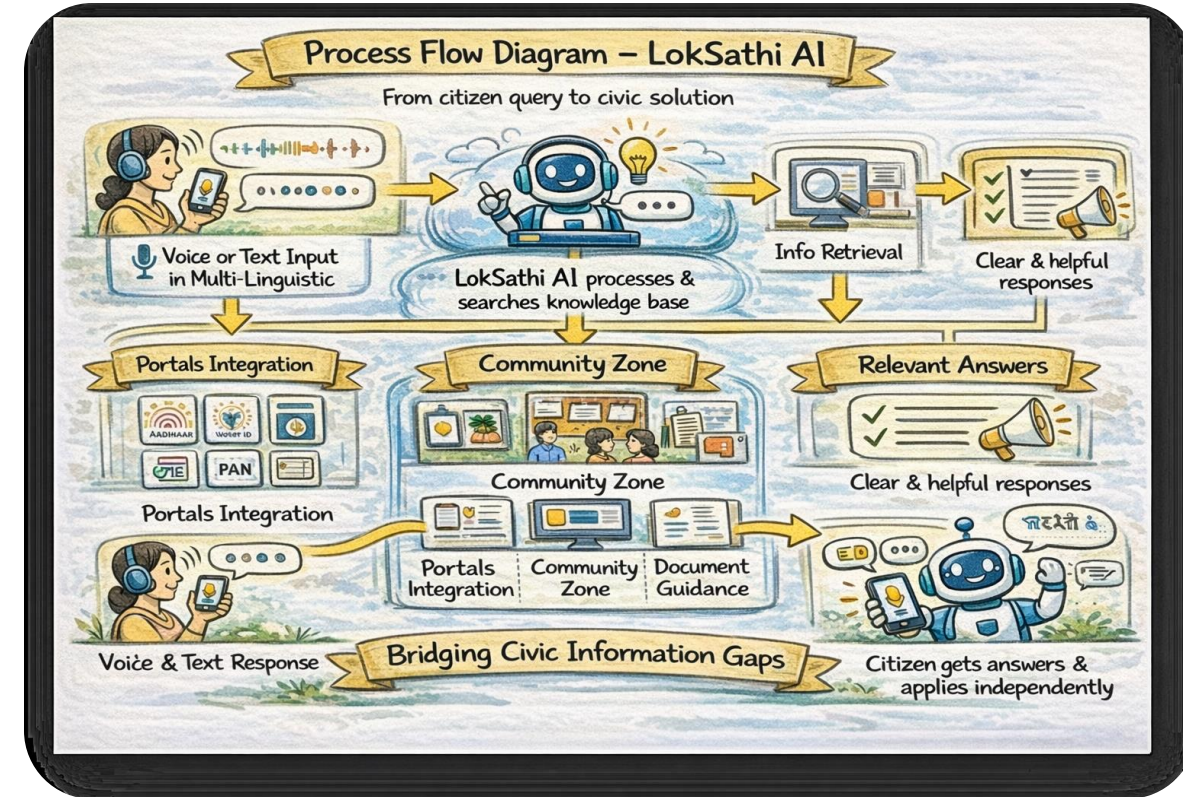 Process Flow Diagram – LokSathi AI
From citizen query to civic solution
Voice or Text Input
in Multi-Linguistic
LokSathi AI processes &
searches knowledge base
Info Retrieval
Clear & helpful
responses
Portals Integration
Community Zone
Relevant Answers
AADHAAR
PAN
Community Zone
Clear & helpful responses
Portals Integration
Portals
Integration
Community
Zone
Document
Guidance
Voice & Text Response
Bridging Civic Information Gaps
Citizen gets answers &
applies independently